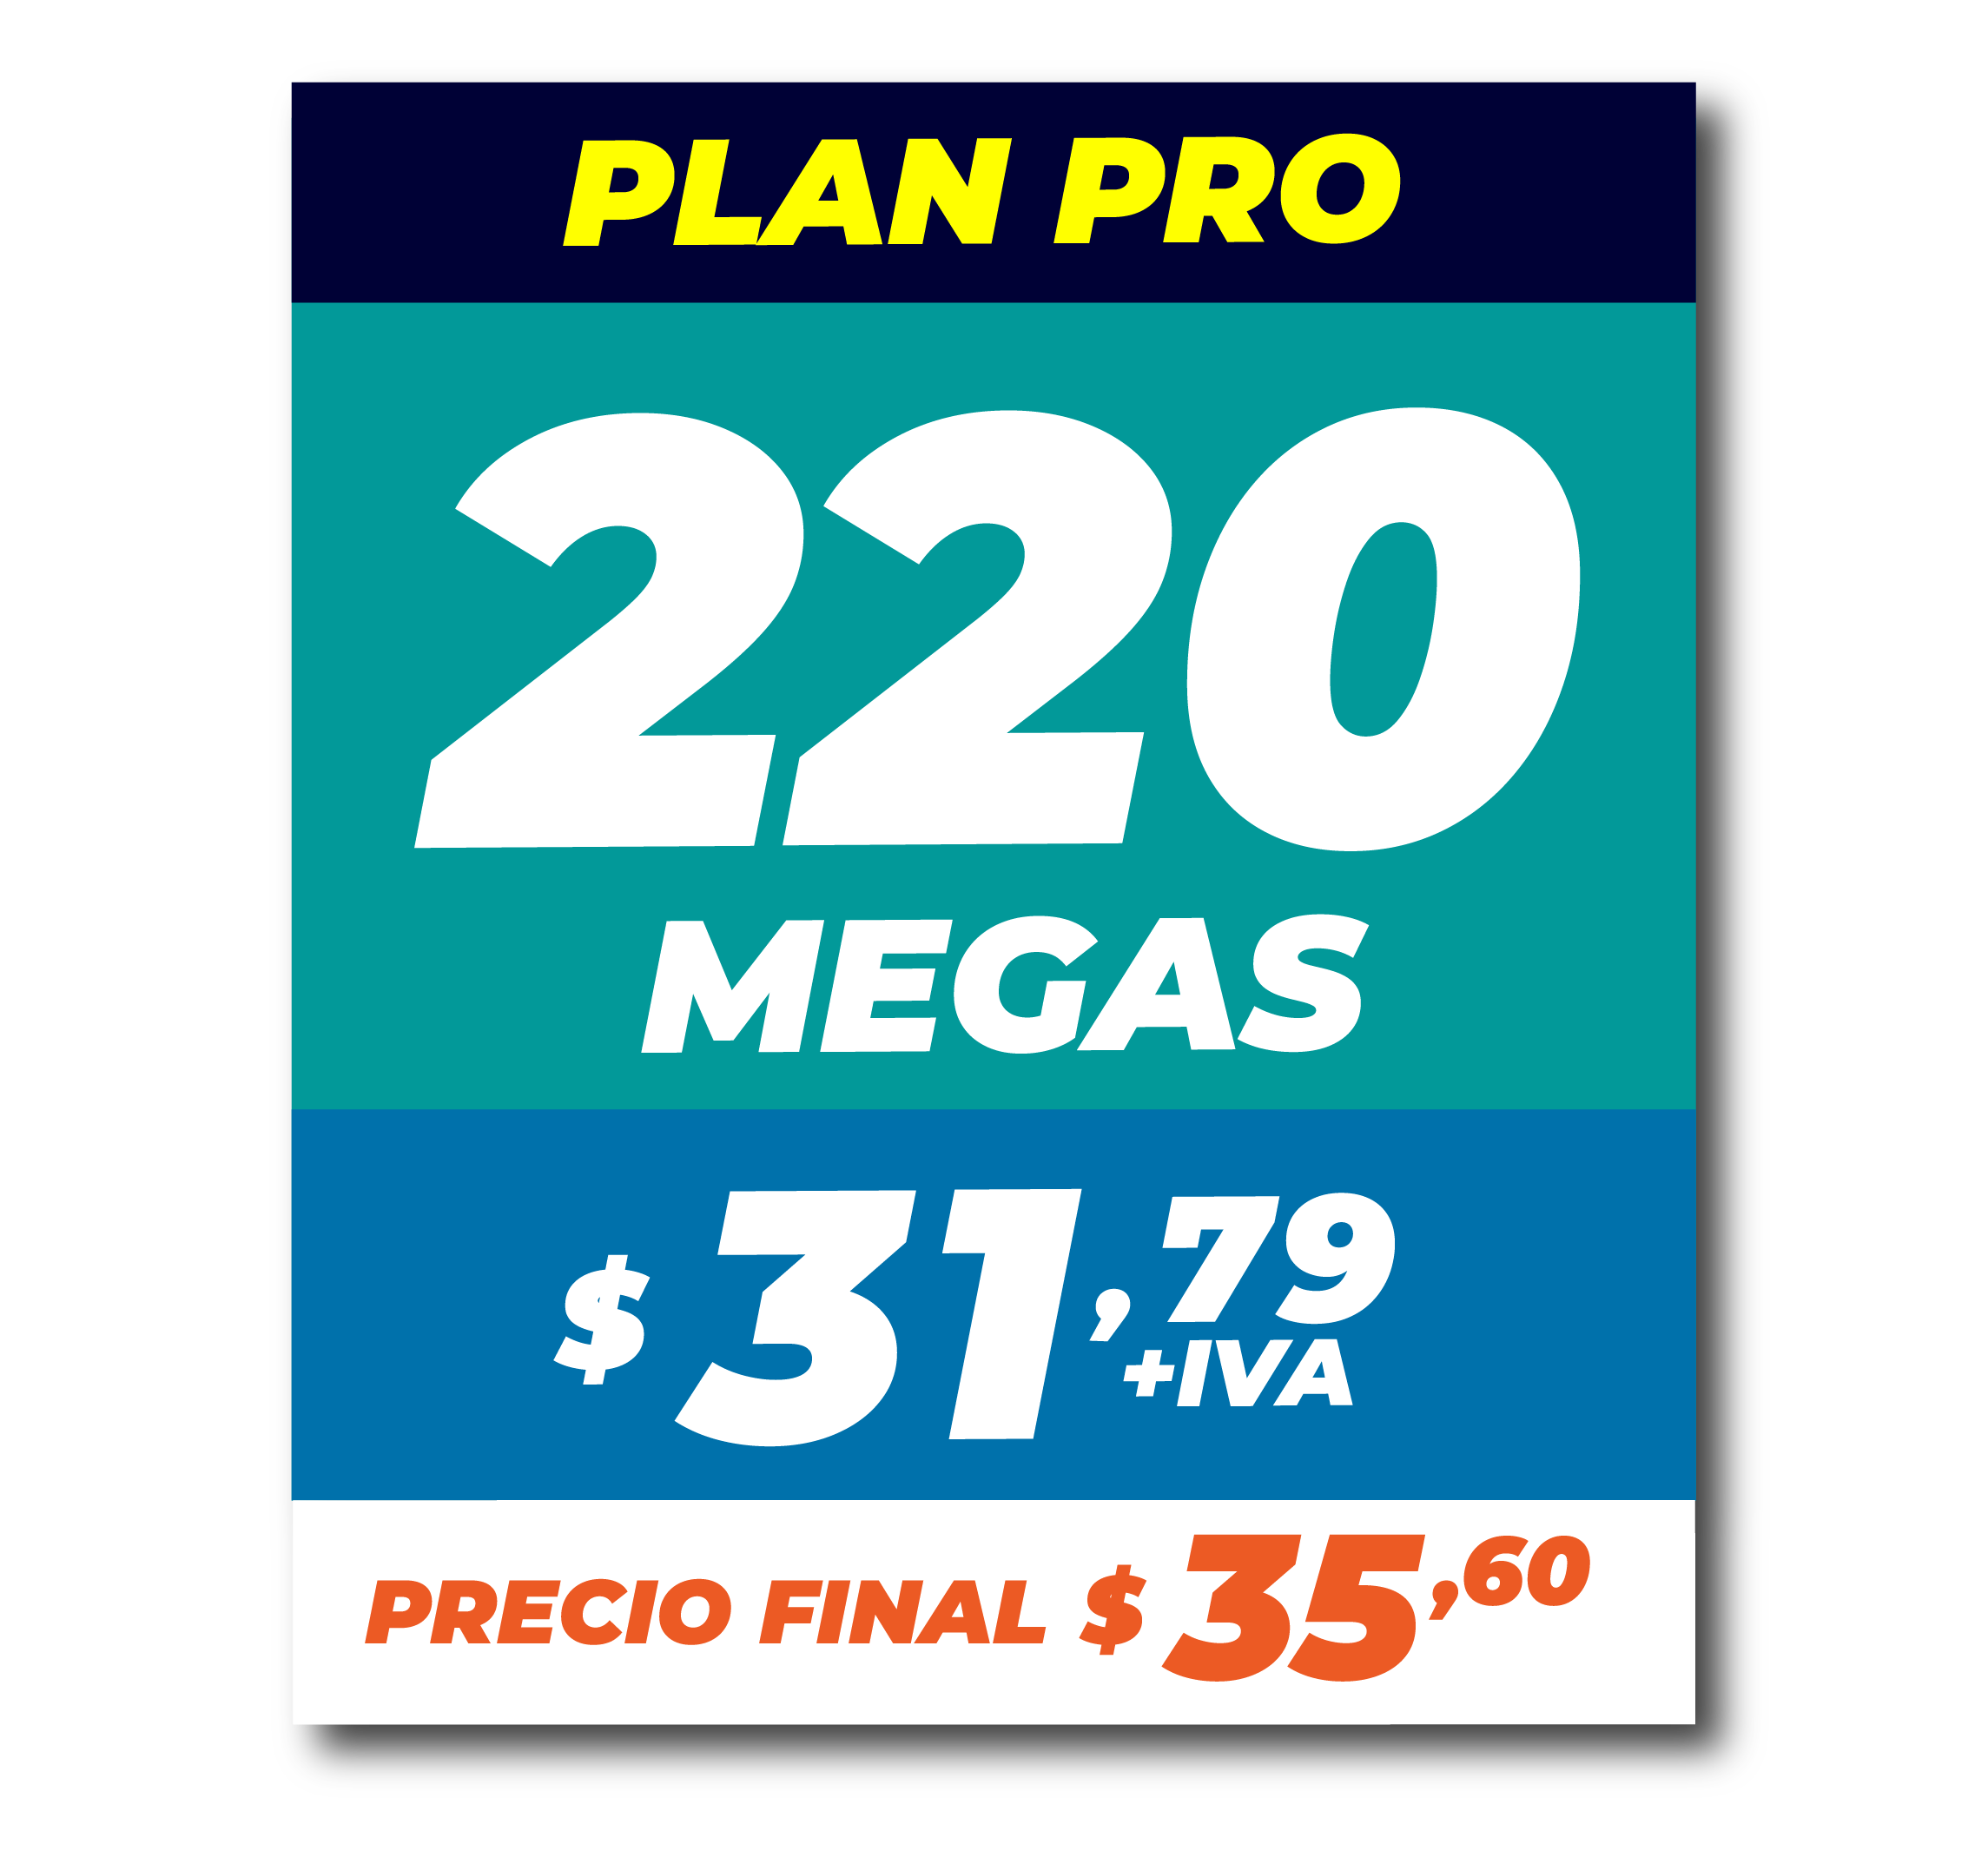 PLAN PRO
220
MEGAS
$ 31,79
+IVA
PRECIO FINAL $ 35,60